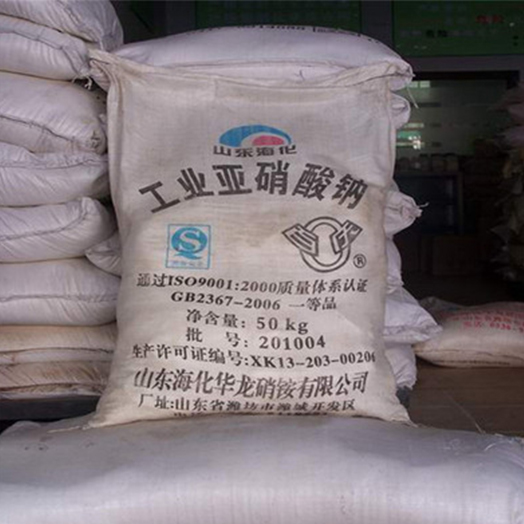 山东海化
工业亚硝酸钠
通过ISO9001:2000质量体系认证
GB2367-2006 一等品
净含量: 50 kg
批 号: 201004
生产许可证编号:XK13-203-00206
山东海化华龙硝铵有限公司
厂址:山东省潍坊市潍城开发区